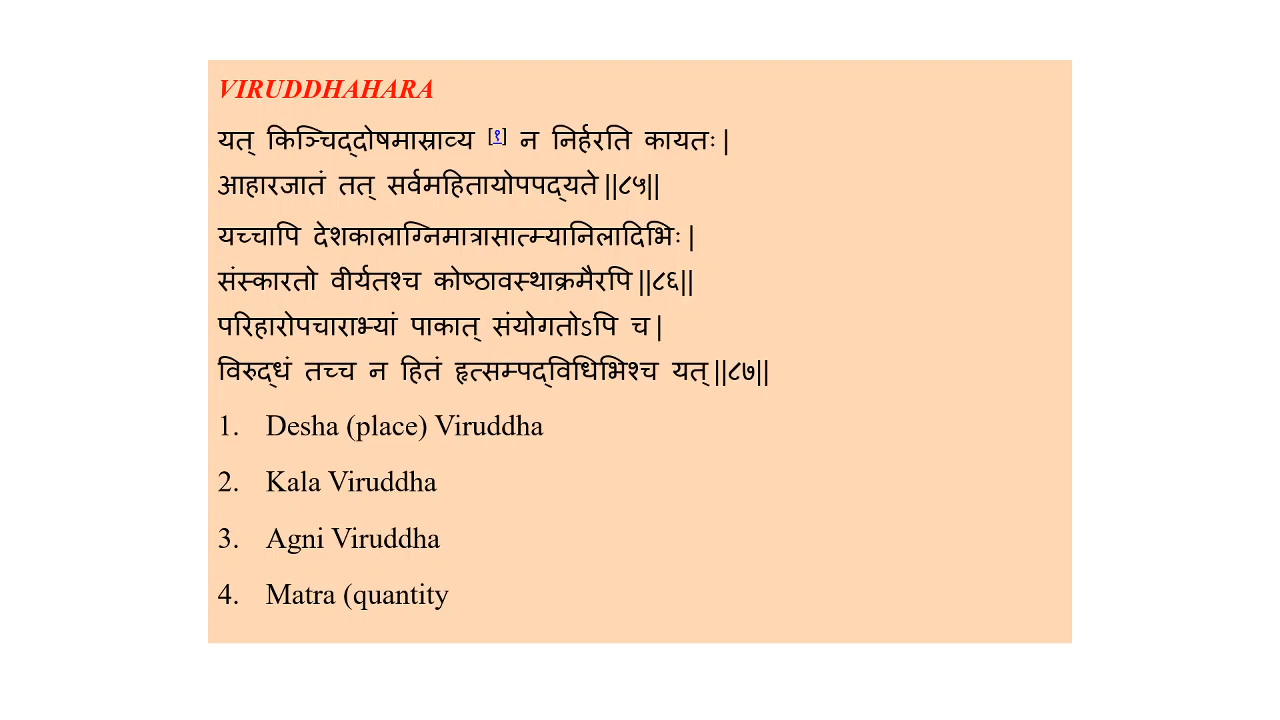 VIRUDDHAHARA
यत् किञ्चिद्दोषमास्राव्य [१] न निर्हरति कायतः|
आहारजातं तत् सर्वमहितायोपपद्यते||८५||
यच्चापि देशकालाग्निमात्रासात्म्यानिलादिभिः|
संस्कारतो वीर्यतश्च कोष्ठावस्थाक्रमैरपि||८६||
परिहारोपचाराभ्यां पाकात् संयोगतोऽपि च|
विरुद्धं तच्च न हितं हृत्सम्पद्विधिभिश्च यत्||८७||
1. Desha (place) Viruddha
2. Kala Viruddha
3. Agni Viruddha
4. Matra (quantity